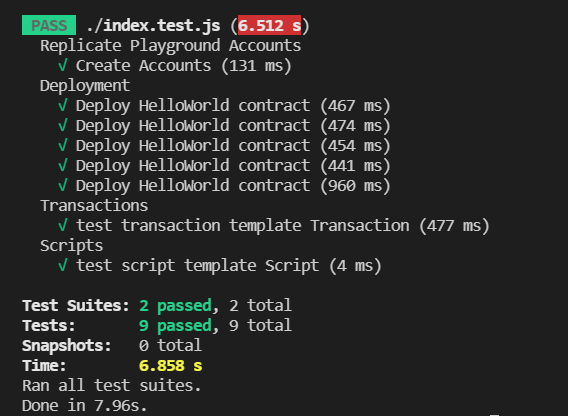 PASS ./index.test.js (6.512 s)
Replicate Playground Accounts
√ Create Accounts (131 ms)
Deployment
√ Deploy HelloWorld contract (467 ms)
√ Deploy HelloWorld contract (474 ms)
√ Deploy HelloWorld contract (454 ms)
√ Deploy HelloWorld contract (441 ms)
√ Deploy HelloWorld contract (960 ms)
Transactions
√ test transaction template Transaction (477 ms)
Scripts
√ test script template Script (4 ms)
Test Suites: 2 passed, 2 total
Tests: 9 passed, 9 total
Snapshots: 0 total
Time: 6.858 s
Ran all test suites.
Done in 7.96s.